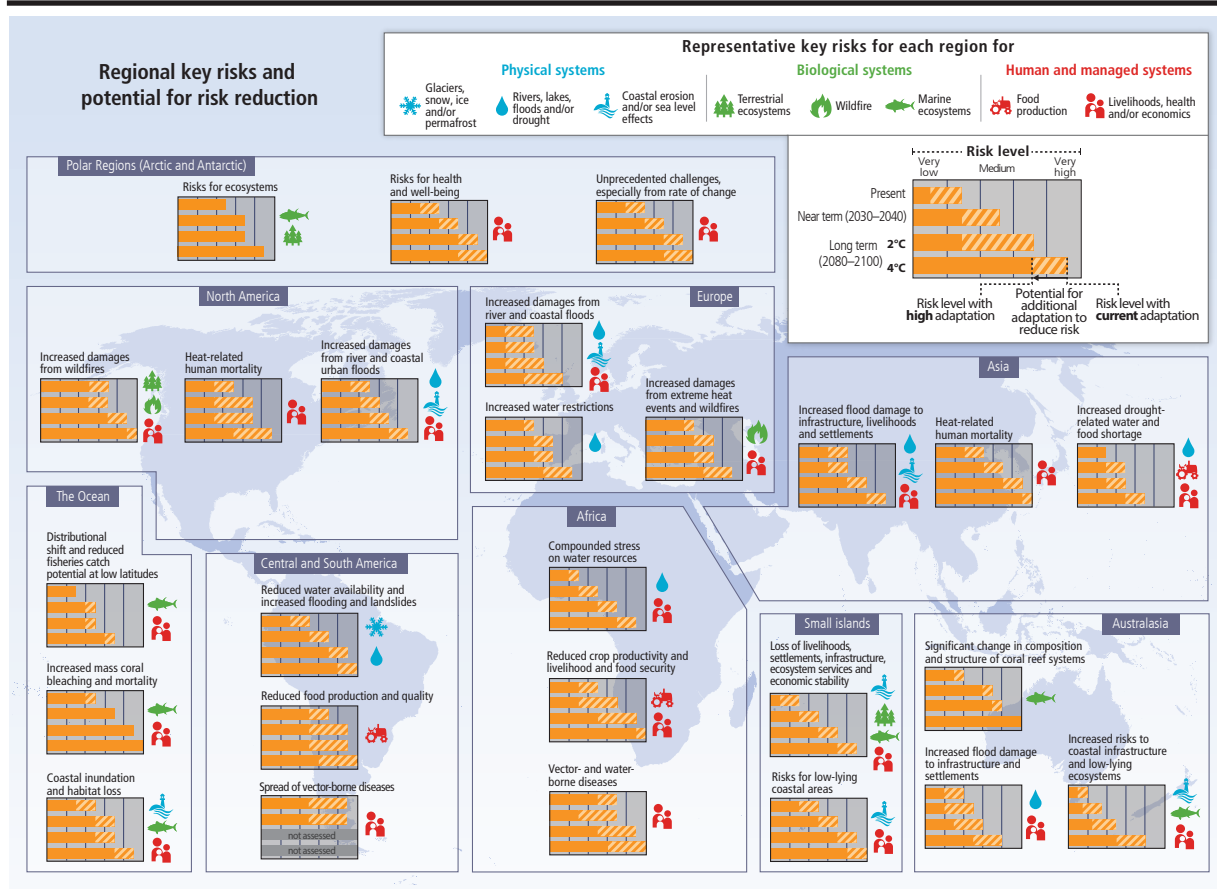 Regional key risks and
potential for risk reduction
Representative key risks for each region for
Physical systems
Biological systems
Human and managed systems
Glaciers,
snow, ice
and/or
permafrost
Rivers, lakes,
floods and/or
drought
Coastal erosion
and/or sea level
effects
Terrestrial
ecosystems
Wildfire
Marine
ecosystems
Food
production
Livelihoods, health
and/or economics
Risk level
Very
low
Medium
Very
high
Present
Near term (2030–2040)
Long term
(2080–2100)
2°C
4°C
Risk level with
high adaptation
Potential for
additional
adaptation to
reduce risk
Risk level with
current adaptation
Polar Regions (Arctic and Antarctic)
Risks for ecosystems
Risks for health
and well-being
Unprecedented challenges,
especially from rate of change
North America
Increased damages
from wildfires
Heat-related
human mortality
Increased damages
from river and coastal
urban floods
Europe
Increased damages from
river and coastal floods
Increased water restrictions
Increased damages
from extreme heat
events and wildfires
Asia
Increased flood damage to
infrastructure, livelihoods
and settlements
Heat-related
human mortality
Increased drought-
related water and
food shortage
The Ocean
Distributional
shift and reduced
fisheries catch
potential at low latitudes
Increased mass coral
bleaching and mortality
Coastal inundation
and habitat loss
Central and South America
Reduced water availability and
increased flooding and landslides
Reduced food production and quality
Spread of vector-borne diseases
not assessed
not assessed
Africa
Compounded stress
on water resources
Reduced crop productivity and
livelihood and food security
Vector- and water-
borne diseases
Small islands
Loss of livelihoods,
settlements, infrastructure,
ecosystem services and
economic stability
Risks for low-lying
coastal areas
Australasia
Significant change in composition
and structure of coral reef systems
Increased flood damage
to infrastructure and
settlements
Increased risks to
coastal infrastructure
and low-lying
ecosystems